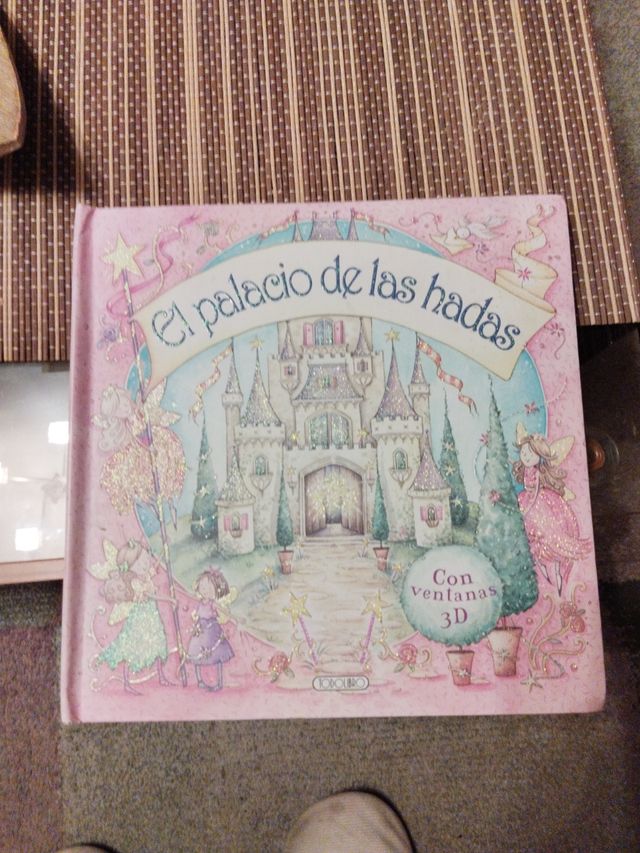 El palacio de las hadas
Con
ventanas
3D
TODOLIBRO